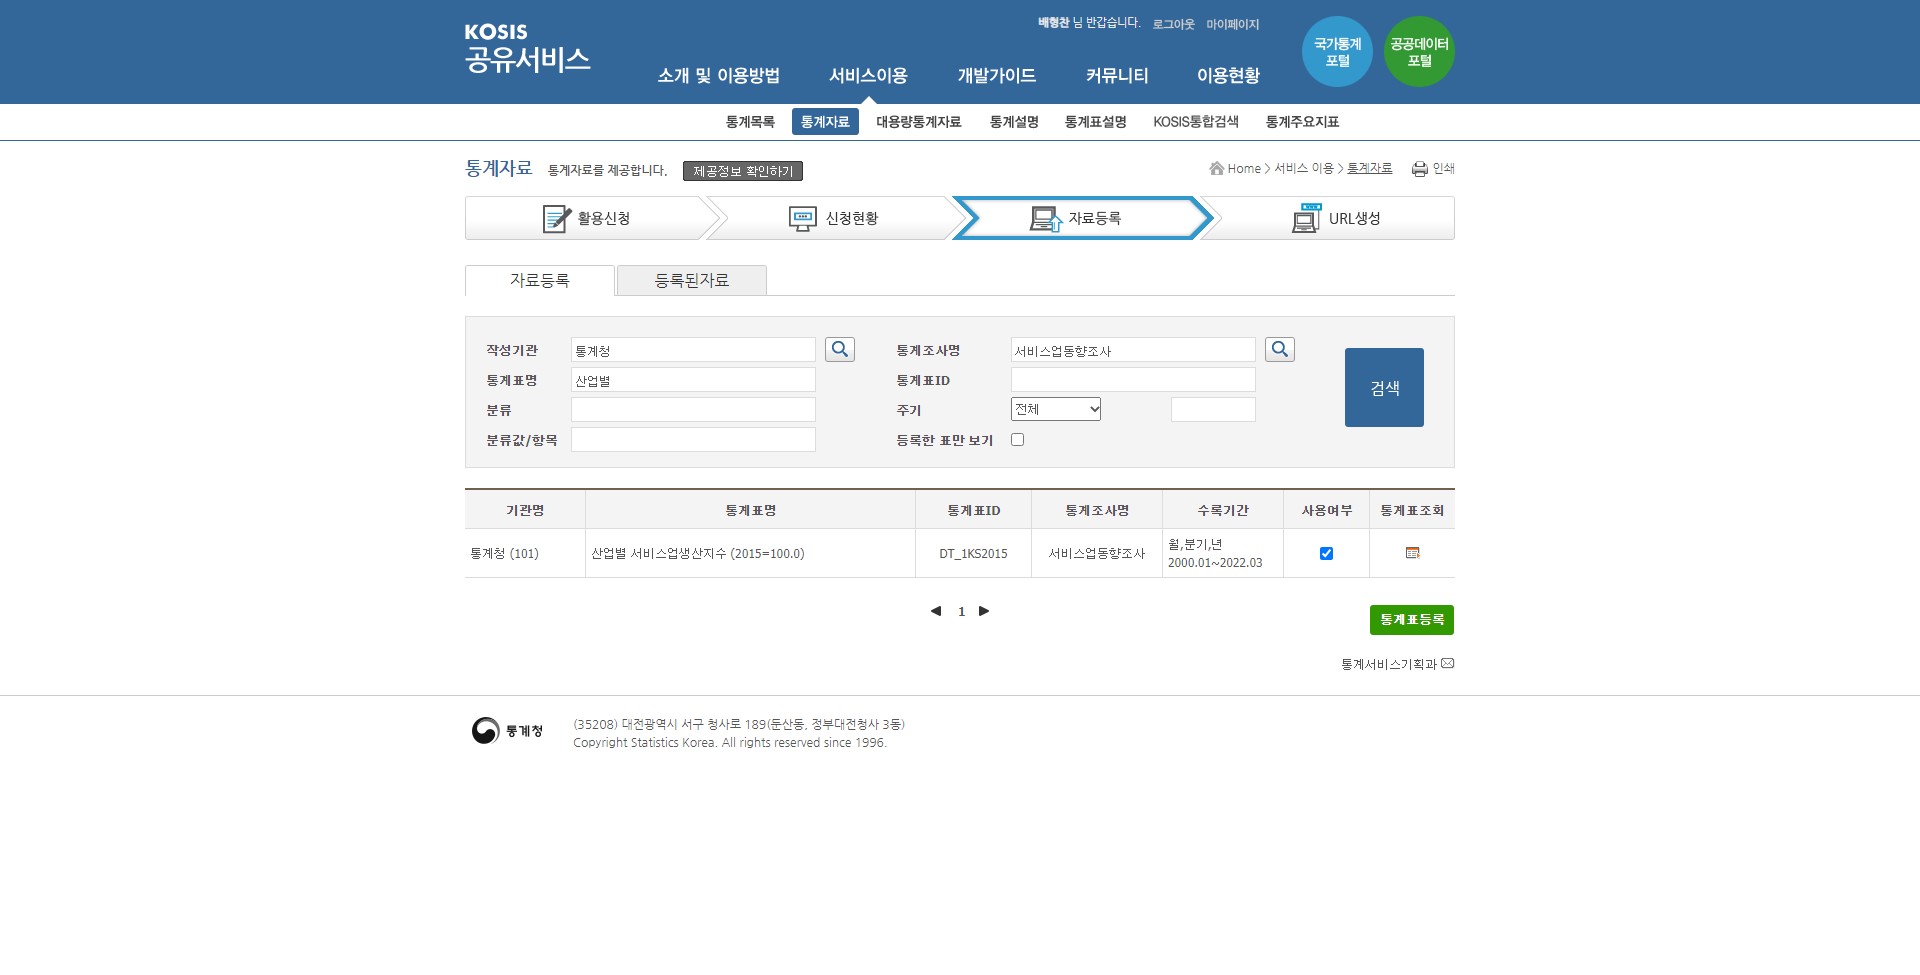 KOSIS
공유서비스
배형찬 님 반갑습니다. 로그아웃 마이페이지
소개 및 이용방법 서비스이용 개발가이드 커뮤니티 이용현황
국가통계
포털
공공데이터
포털
통계목록 통계자료 대용량통계자료 통계설명 통계표설명 KOSIS통합검색 통계주요지표
통계자료 통계자료를 제공합니다. 제공정보 확인하기
Home > 서비스 이용 > 통계자료 인쇄
활용신청 신청현황 자료등록 URL생성
자료등록 등록된자료
작성기관 통계청 통계조사명 서비스업동향조사
통계표명 산업별 통계표ID
분류 주기 전체
분류값/항목 등록한 표만 보기
검색
기관명 통계표명 통계표ID 통계조사명 수록기간 사용여부 통계표조회
통계청 (101) 산업별 서비스업생산지수 (2015=100.0) DT_1KS2015 서비스업동향조사 월,분기,년
2000.01~2022.03
1
통계표등록
통계서비스기획과
통계청
(35208) 대전광역시 서구 청사로 189(둔산동, 정부대전청사 3동)
Copyright Statistics Korea. All rights reserved since 1996.